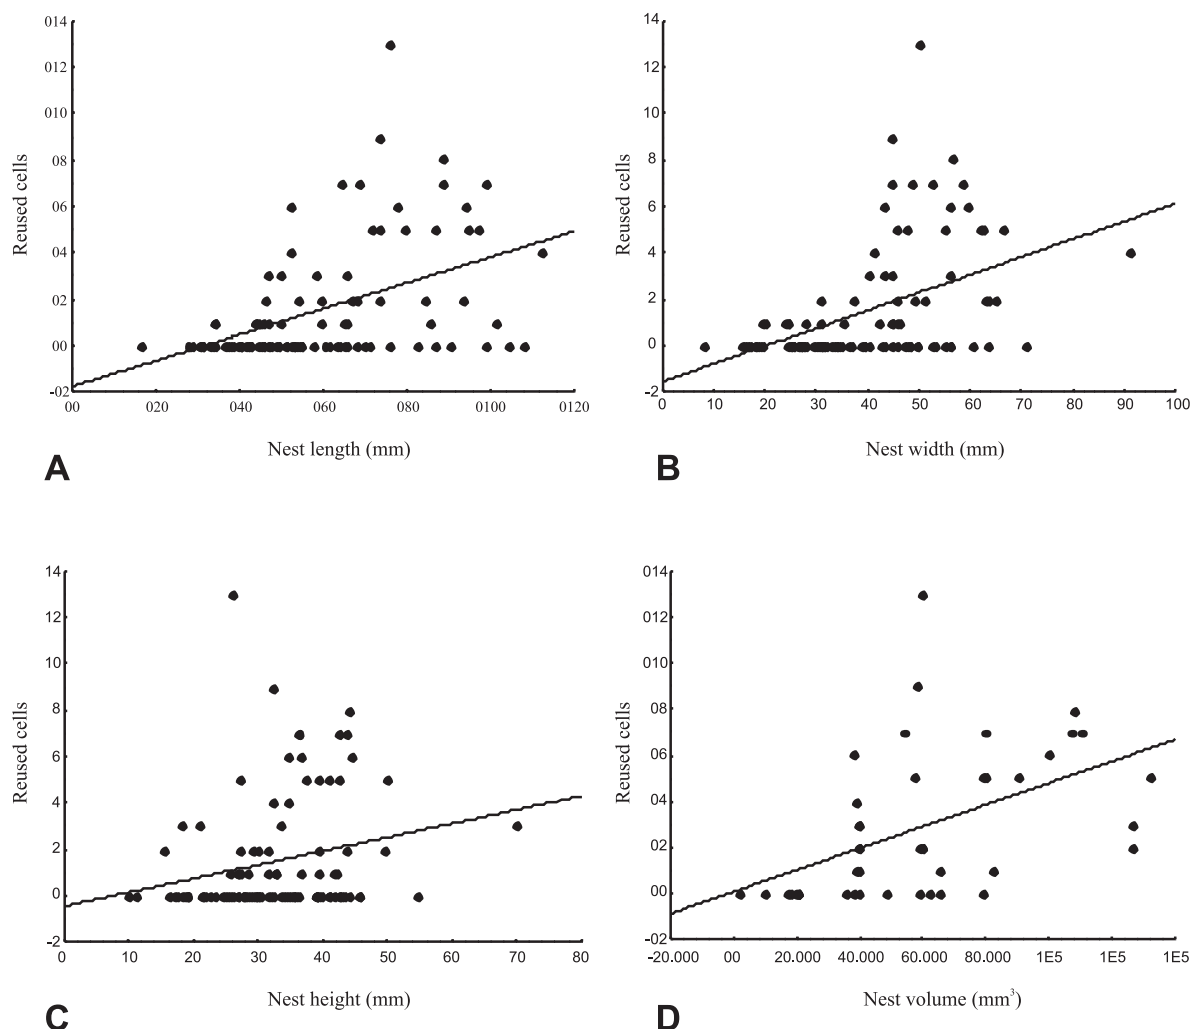 014
012
010
08
06
04
02
00
-02
00 020 040 060 080 0100 0120
Reused cells
Nest length (mm)
A
14
12
10
8
6
4
2
0
-2
0 10 20 30 40 50 60 70 80 90 100
Reused cells
Nest width (mm)
B
14
12
10
8
6
4
2
0
-2
0 10 20 30 40 50 60 70 80
Reused cells
Nest height (mm)
C
014
012
010
08
06
04
02
00
-02
-20.000 00 20.000 40.000 60.000 80.000 1E5 1E5 1E5
Reused cells
Nest volume (mm³)
D